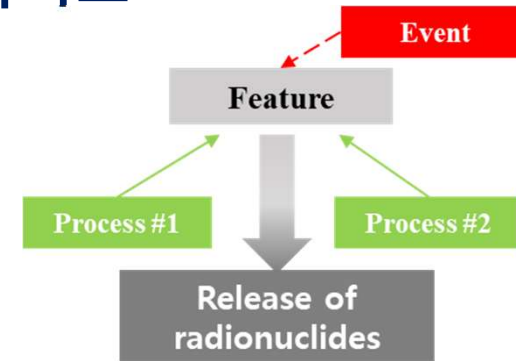 Event
Feature
Process #1
Process #2
Release of
radionuclides